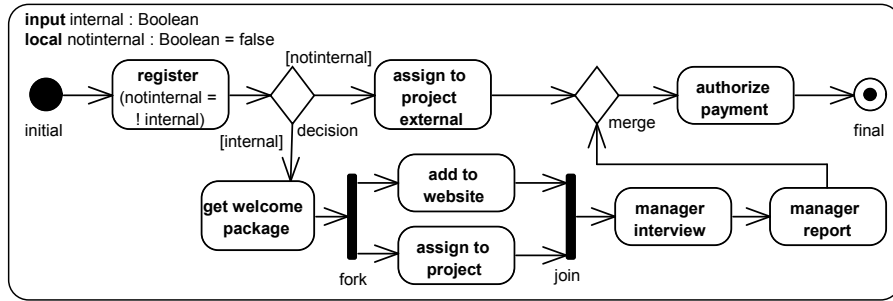 input internal : Boolean
local notinternal : Boolean = false
[notinternal]
register
(notinternal =
! internal)
assign to
project
external
authorize
payment
initial
decision
merge
final
[internal]
get welcome
package
add to
website
assign to
project
manager
interview
manager
report
fork
join